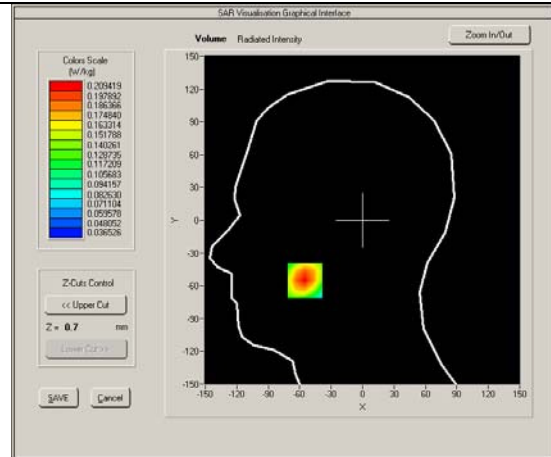 SAR Visualisation Graphical Interface
Volume Radiated Intensity
Zoom In/Out
Colors Scale
(W/kg)
0.209419
0.197892
0.186366
0.174840
0.163314
0.151788
0.140261
0.128735
0.117209
0.105683
0.094157
0.082630
0.071104
0.059578
0.048052
0.036526
Z-Cuts Control
<< Upper Cut
Z = 0.7 mm
SAVE Cancel
150-
120-
90-
60-
30-
0-
-30-
-60-
-90-
-120-
-150-
Y
-150 -120 -90 -60 -30 0 30 60 90 120 150
X